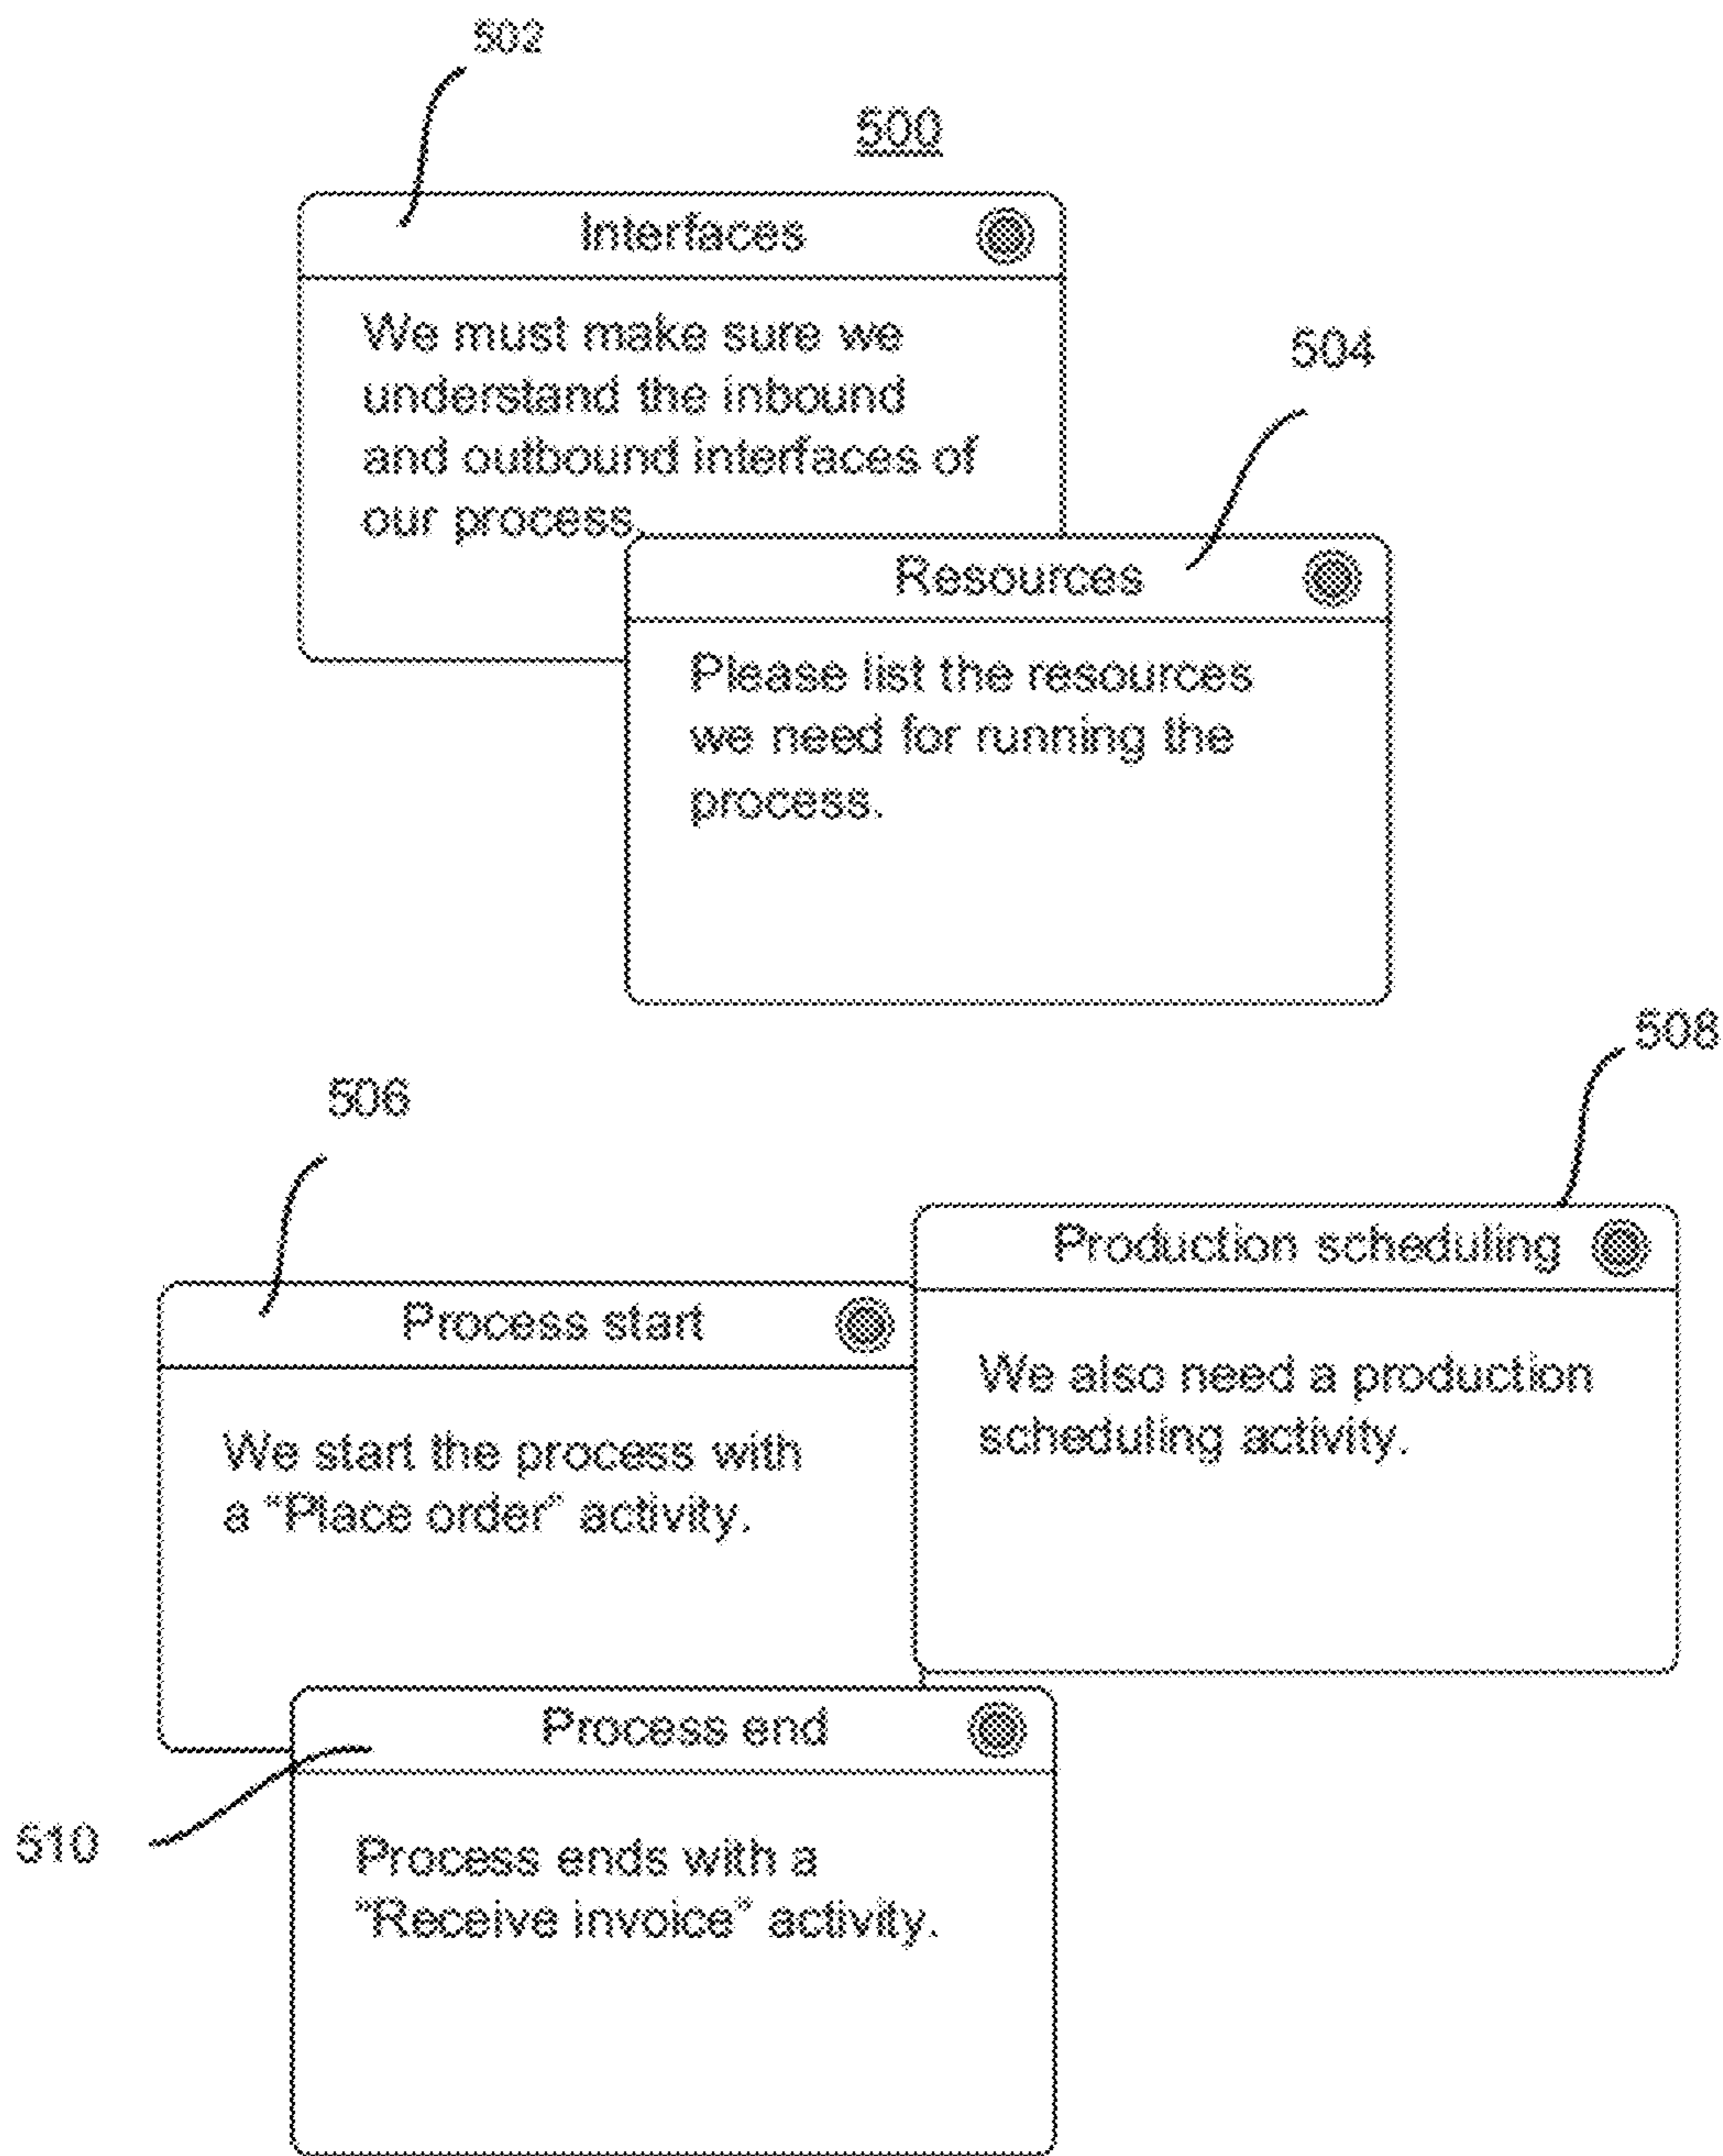 502
500
Interfaces
We must make sure we
understand the inbound
and outbound interfaces of
our process.
504
Resources
Please list the resources
we need for running the
process.
508
506
Production scheduling
We also need a production
scheduling activity.
Process start
We start the process with
a “Place order” activity.
510
Process end
Process ends with a
“Receive invoice” activity.